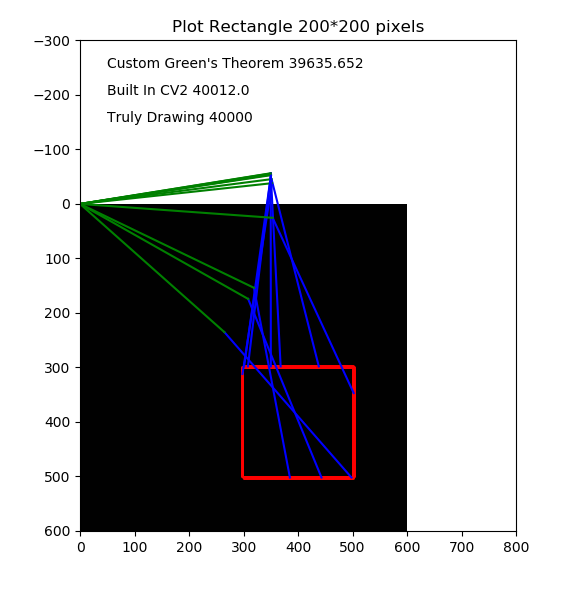 Plot Rectangle 200*200 pixels
−300
Custom Green's Theorem 39635.652
Built In CV2 40012.0
−200
Truly Drawing 40000
−100
0
100
200
300
400
500
600
0 100 200 300 400 500 600 700 800